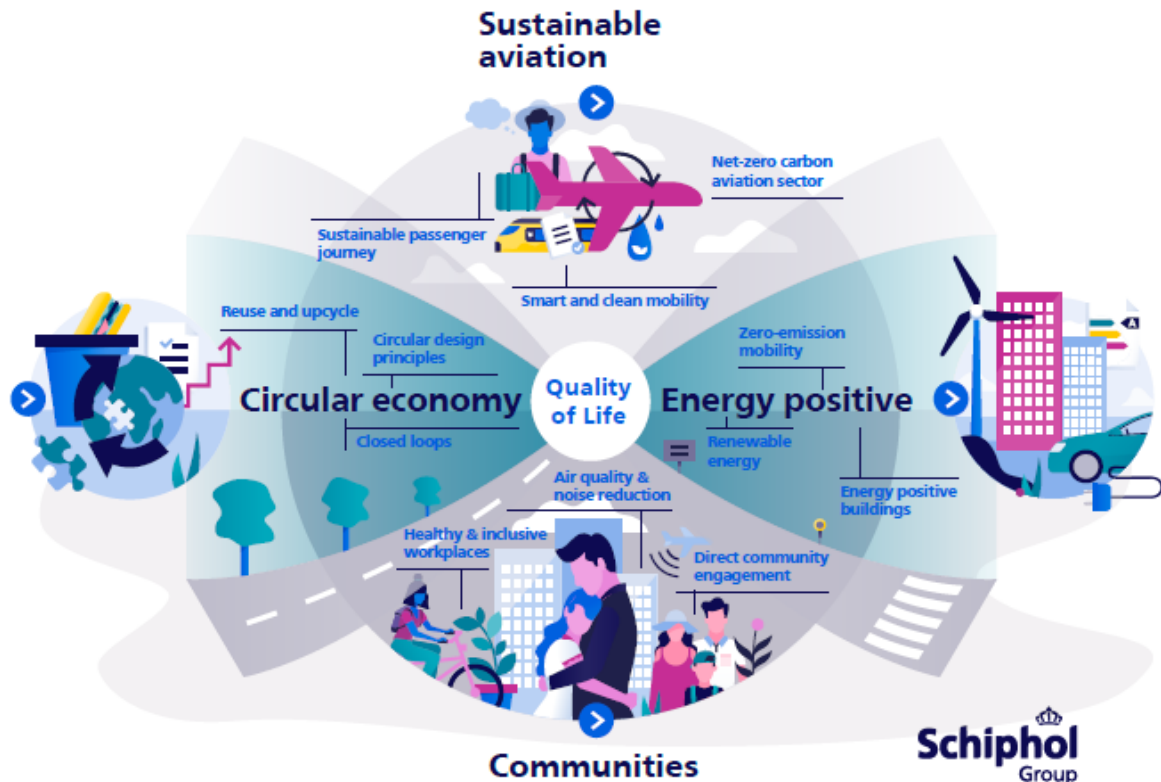 Sustainable
aviation
Net-zero carbon
aviation sector
Sustainable passenger
journey
Smart and clean mobility
Reuse and upcycle
Circular design
principles
Zero-emission
mobility
A
Circular economy
Quality
of Life
Energy positive
Closed loops
Renewable
energy
Air quality &
noise reduction
Energy positive
buildings
Healthy & inclusive
workplaces
Direct community
engagement
Communities
Schiphol
Group